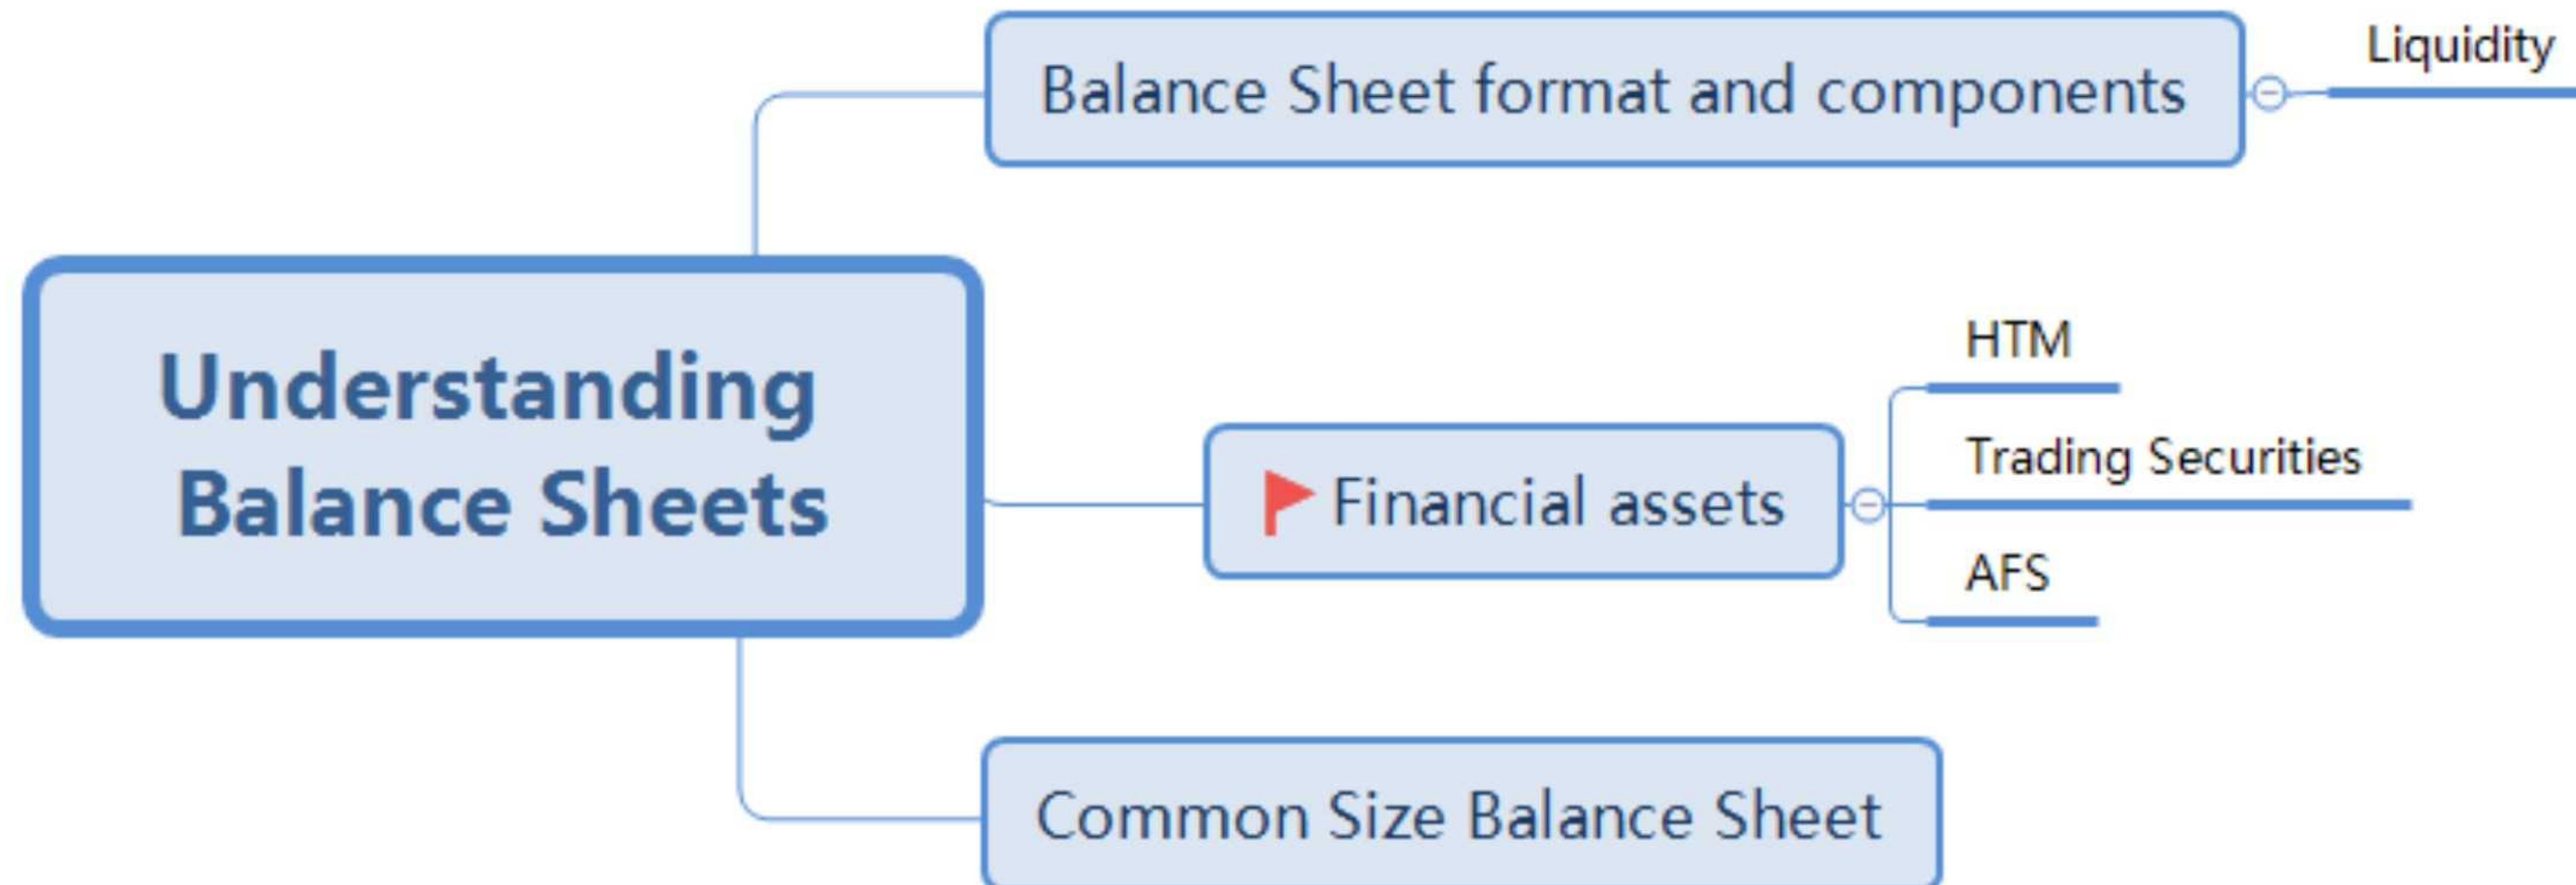 Balance Sheet format and components
Liquidity
Understanding
Balance Sheets
Financial assets
HTM
Trading Securities
AFS
Common Size Balance Sheet